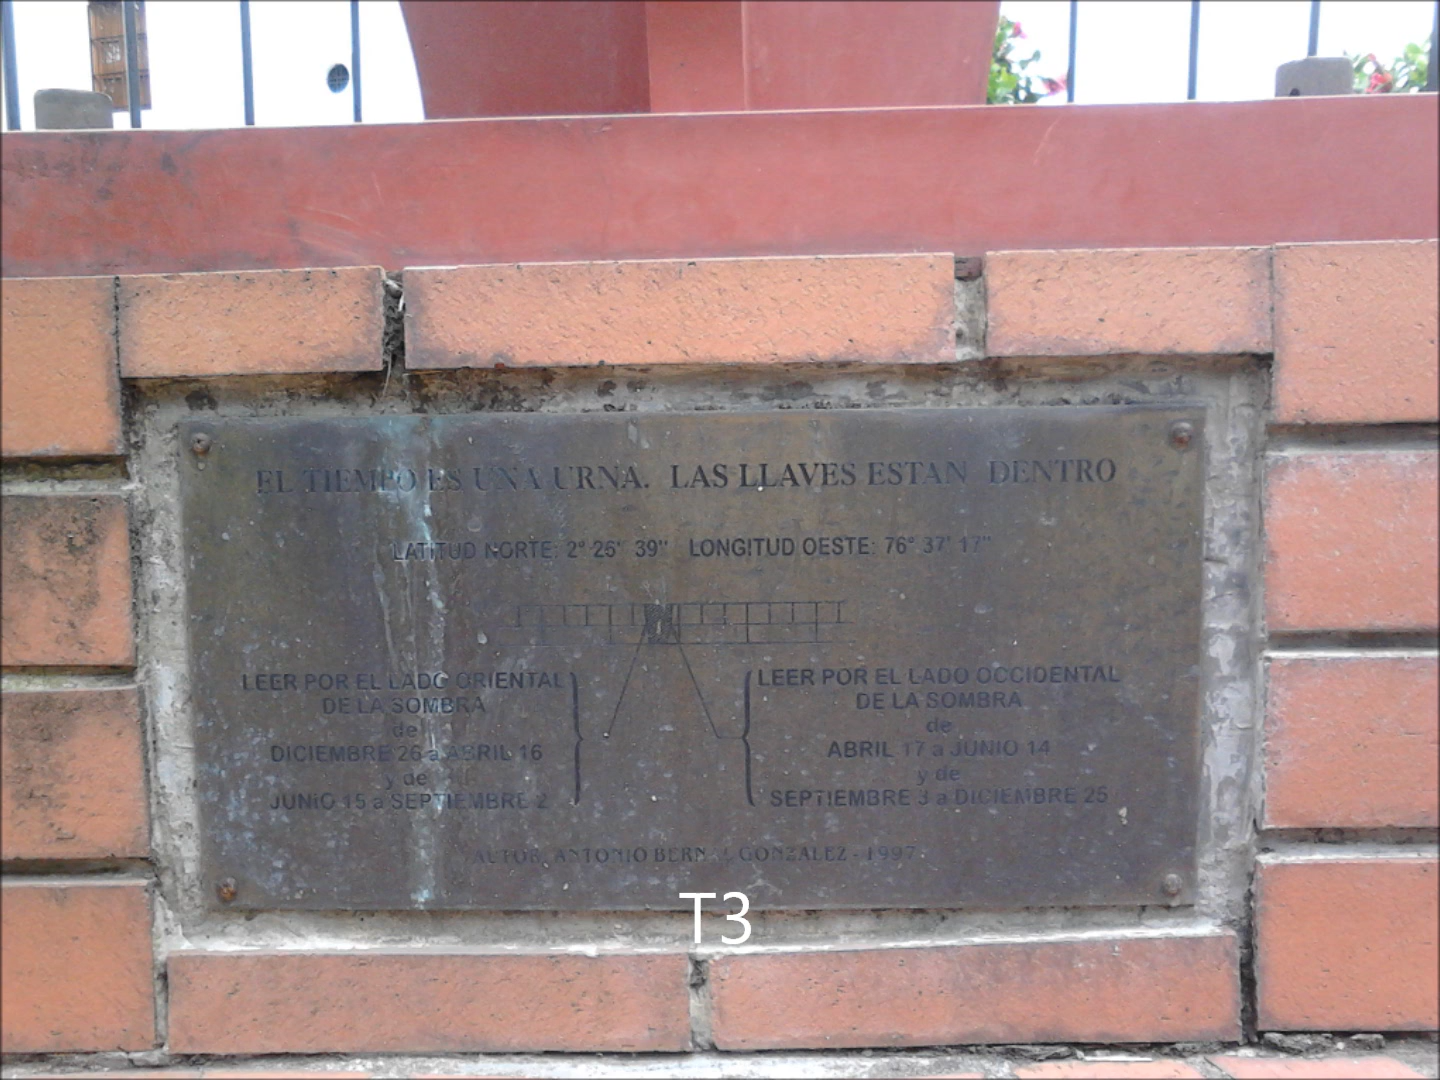 EL TIEMPO ES UNA URNA. LAS LLAVES ESTAN DENTRO
LATITUD NORTE: 2° 26' 39" LONGITUD OESTE: 76° 37' 17"
LEER POR EL LADO ORIENTAL
DE LA SOMBRA
de
DICIEMBRE 26 a ABRIL 16
y de
JUNIO 15 a SEPTIEMBRE 2
LEER POR EL LADO OCCIDENTAL
DE LA SOMBRA
de
ABRIL 17 a JUNIO 14
y de
SEPTIEMBRE 3 a DICIEMBRE 25
AUTOR: ANTONIO BERNAL GONZALEZ - 1997
T3